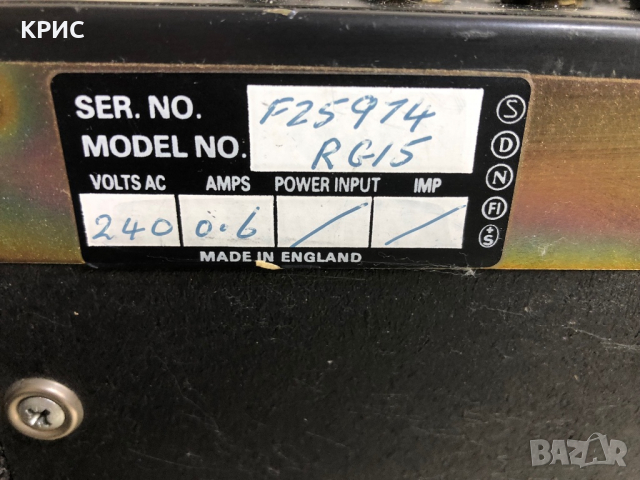 КРИС
SER. NO. F25974
MODEL NO. RG15
VOLTS AC AMPS POWER INPUT IMP
240 0.6 / /
MADE IN ENGLAND
S
D
N
FI
+S
BAZAR